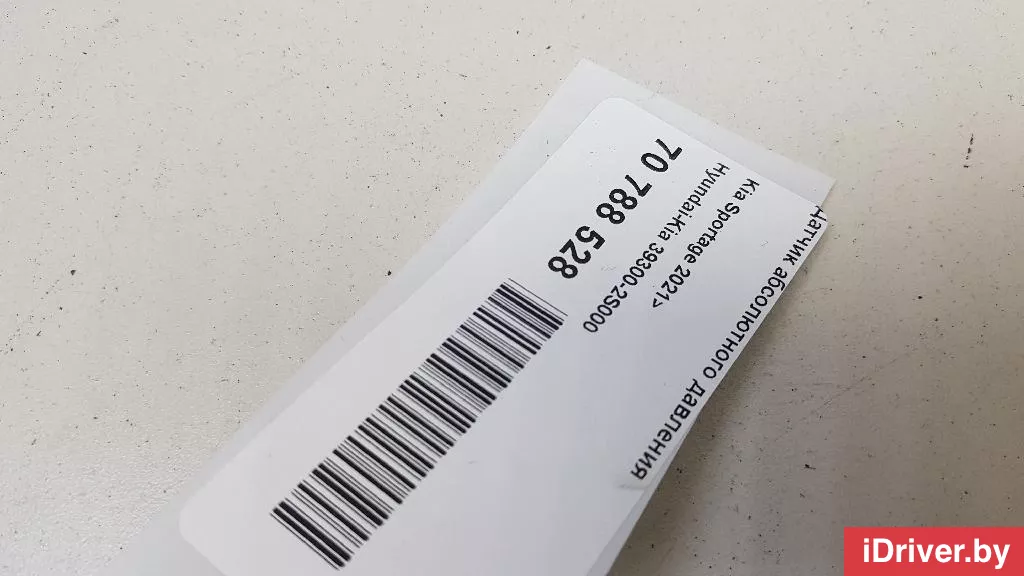 Датчик абсолютного давления
Kia Sportage 2021>
Hyundai-Kia 39300-2S000
70 788 528
iDriver.by